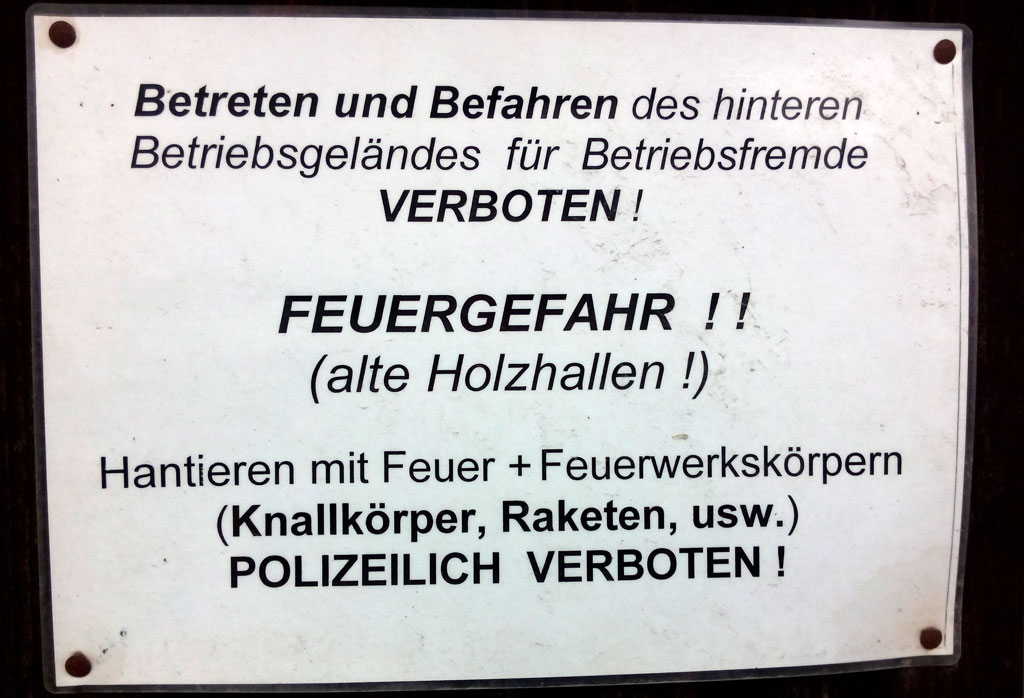 Betreten und Befahren des hinteren
Betriebsgeländes für Betriebsfremde
VERBOTEN !
FEUERGEFAHR ! !
(alte Holzhallen !)
Hantieren mit Feuer + Feuerwerkskörpern
(Knallkörper, Raketen, usw.)
POLIZEILICH VERBOTEN !